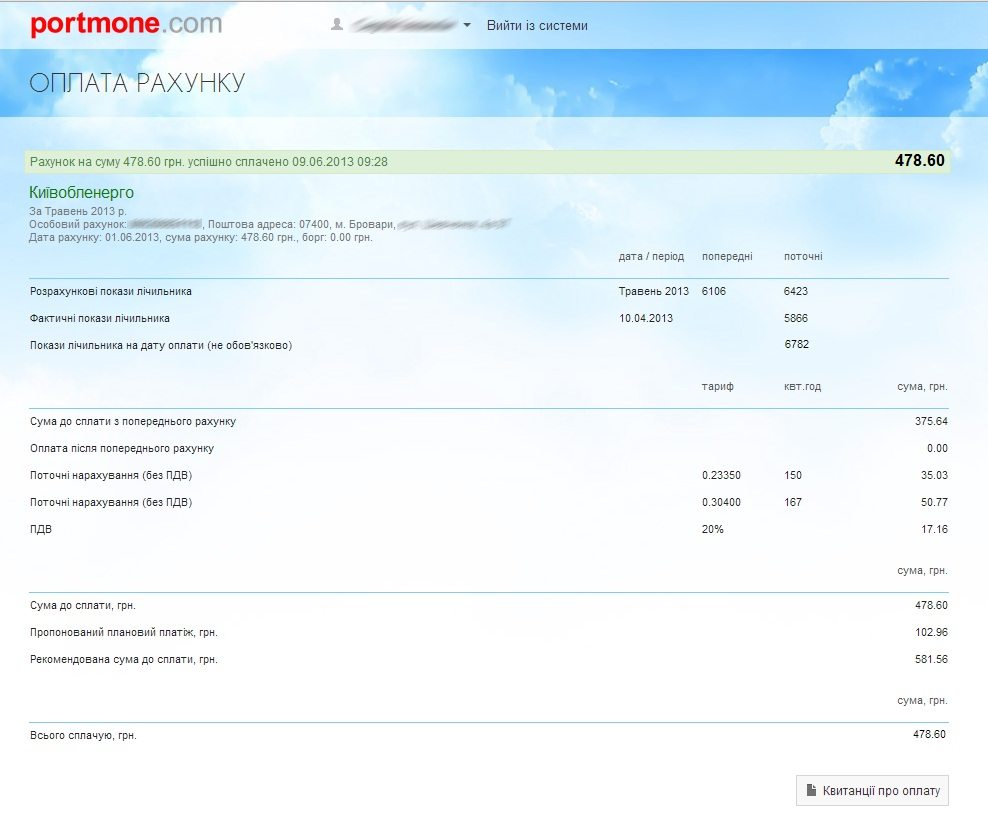 portmone.com
Вийти із системи
ОПЛАТА РАХУНКУ
Рахунок на суму 478.60 грн. успішно сплачено 09.06.2013 09:28 478.60
Київобленерго
За Травень 2013 р.
Особовий рахунок: , Поштова адреса: 07400, м. Бровари,
Дата рахунку: 01.06.2013, сума рахунку: 478.60 грн., борг: 0.00 грн.
дата / період попередні поточні
Розрахункові покази лічильника Травень 2013 6106 6423
Фактичні покази лічильника 10.04.2013 5866
Покази лічильника на дату оплати (не обов'язково) 6782
тариф квт.год сума, грн.
Сума до сплати з попереднього рахунку 375.64
Оплата після попереднього рахунку 0.00
Поточні нарахування (без ПДВ) 0.23350 150 35.03
Поточні нарахування (без ПДВ) 0.30400 167 50.77
ПДВ 20% 17.16
сума, грн.
Сума до сплати, грн. 478.60
Пропонований плановий платіж, грн. 102.96
Рекомендована сума до сплати, грн. 581.56
сума, грн.
Всього сплачую, грн. 478.60
Квитанції про оплату